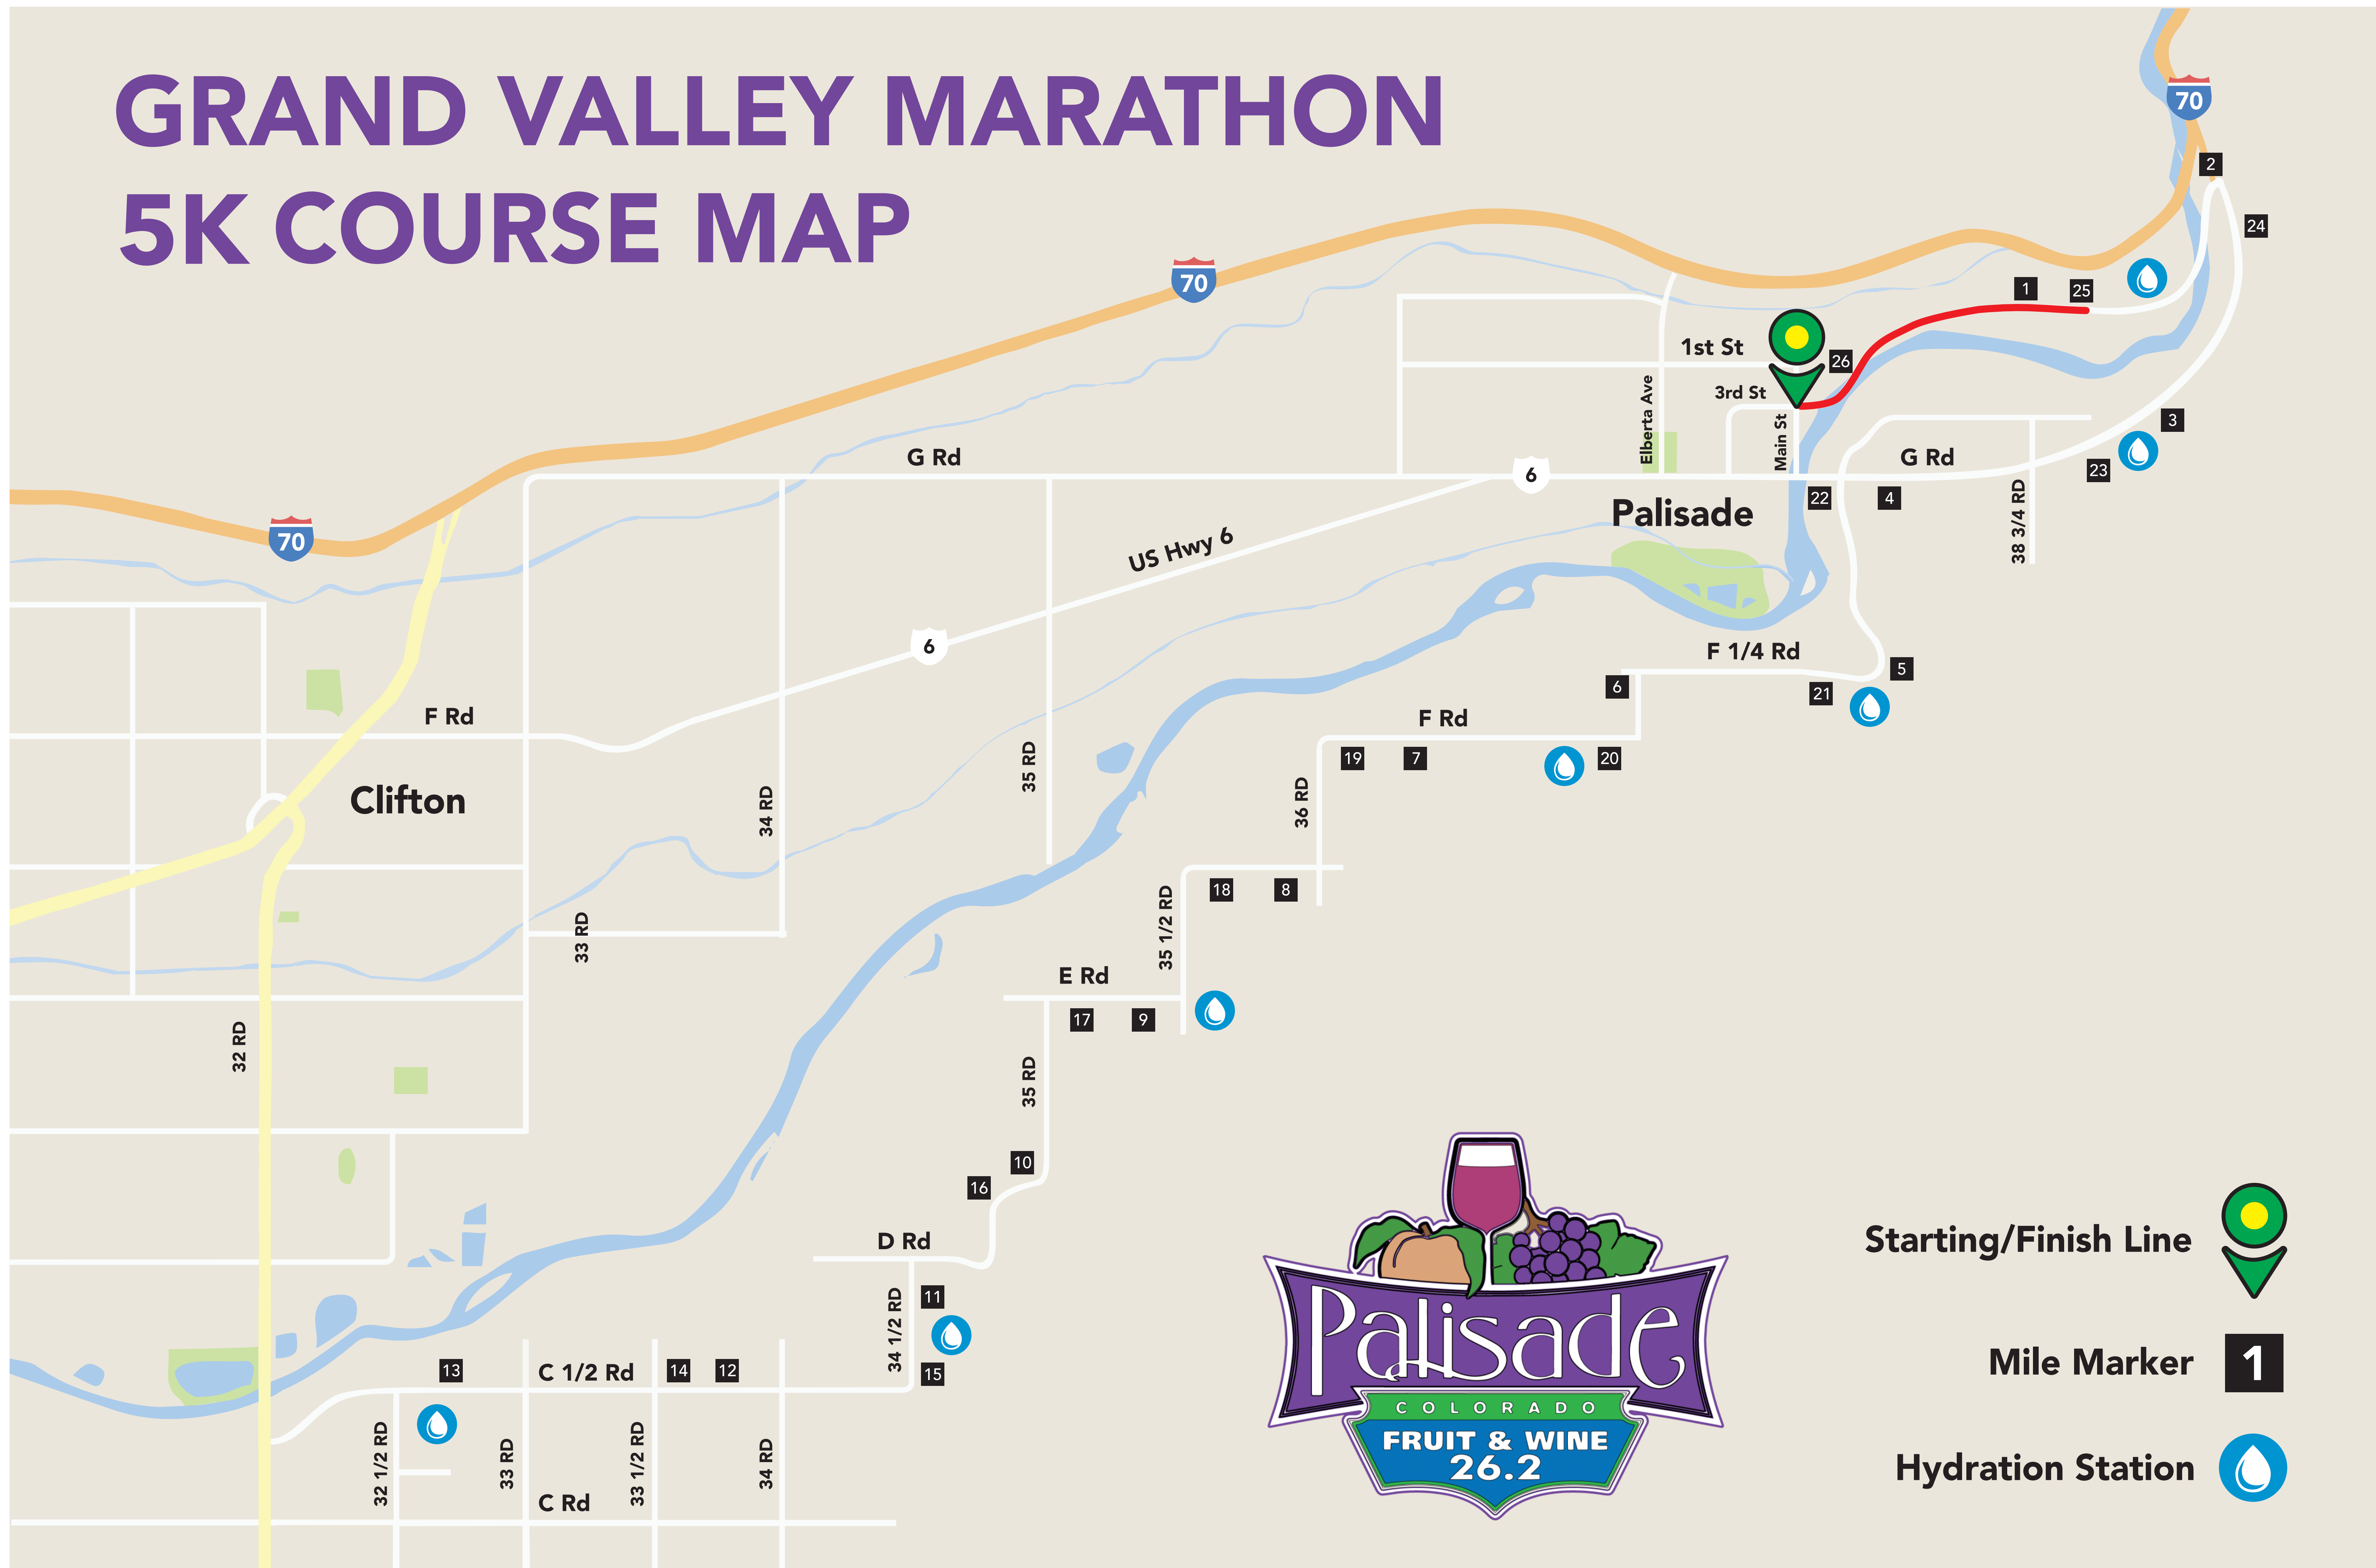 GRAND VALLEY MARATHON
5K COURSE MAP
70
2
24
70
1
25
1st St
26
3rd St
Elberta Ave
Main St
3
G Rd
G Rd
6
23
22
4
38 3/4 RD
Palisade
70
US Hwy 6
6
F 1/4 Rd
5
6
21
F Rd
F Rd
19
7
20
35 RD
34 RD
36 RD
Clifton
18
8
35 1/2 RD
33 RD
E Rd
17
9
32 RD
35 RD
10
16
D Rd
11
34 1/2 RD
15
13
C 1/2 Rd
14
12
32 1/2 RD
33 RD
33 1/2 RD
34 RD
C Rd
Palisade
COLORADO
FRUIT & WINE
26.2
Starting/Finish Line
Mile Marker 1
Hydration Station